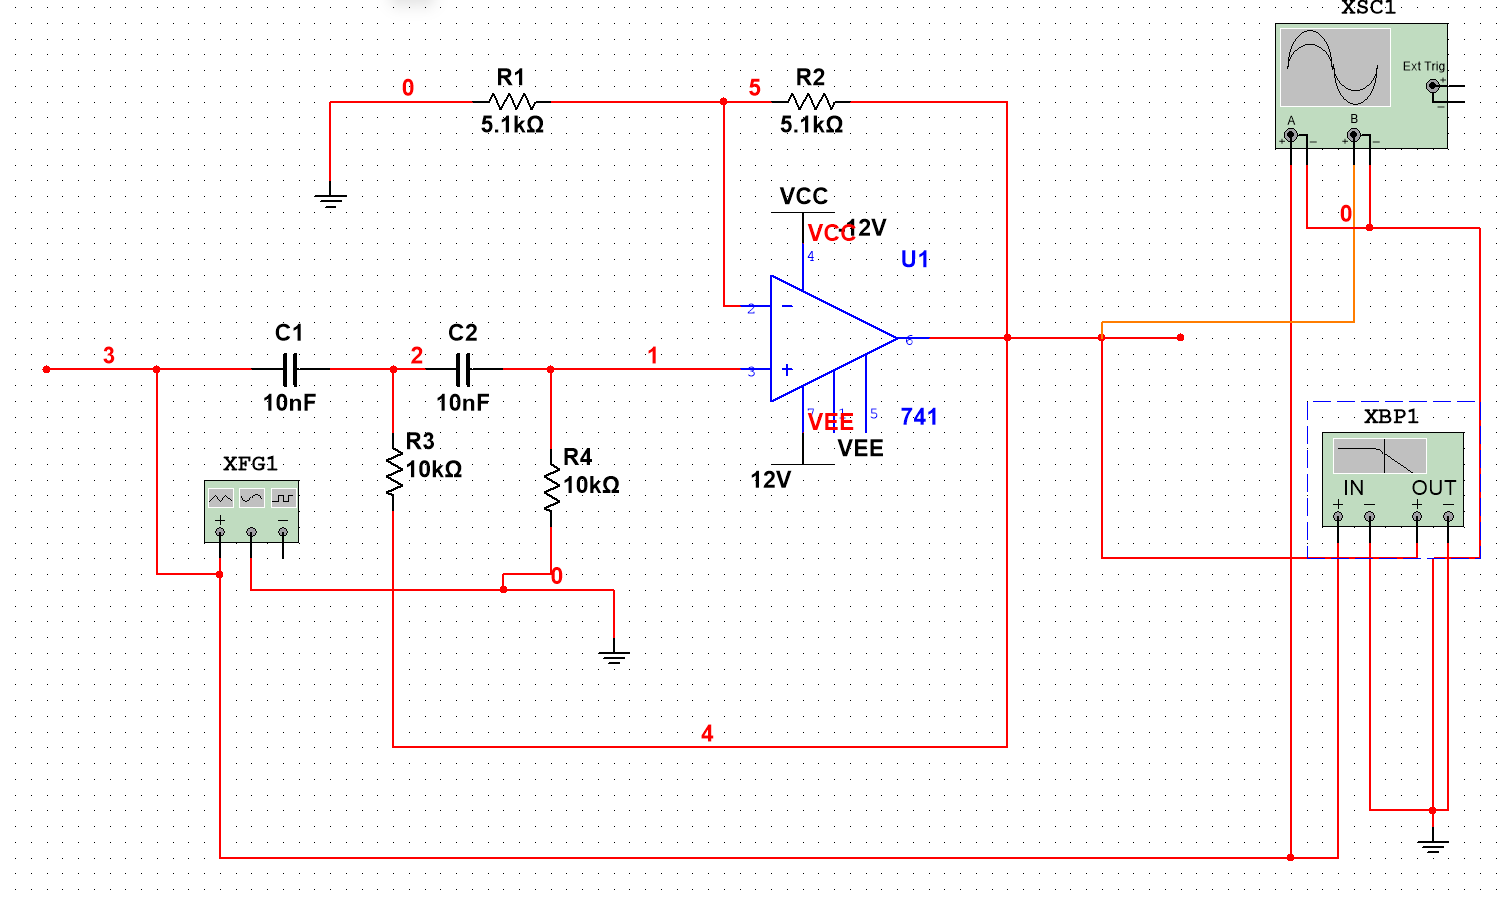 XSC1
Ext Trig
+
−
A
B
+
−
+
−
0
R1
5.1kΩ
5
R2
5.1kΩ
VCC
-12V
VCC
4
U1
0
2
−
6
3
+
7
5
741
VEE
VEE
12V
3
C1
10nF
2
C2
10nF
1
R3
10kΩ
R4
10kΩ
XFG1
+
−
0
XBP1
IN
OUT
+
−
+
−
4